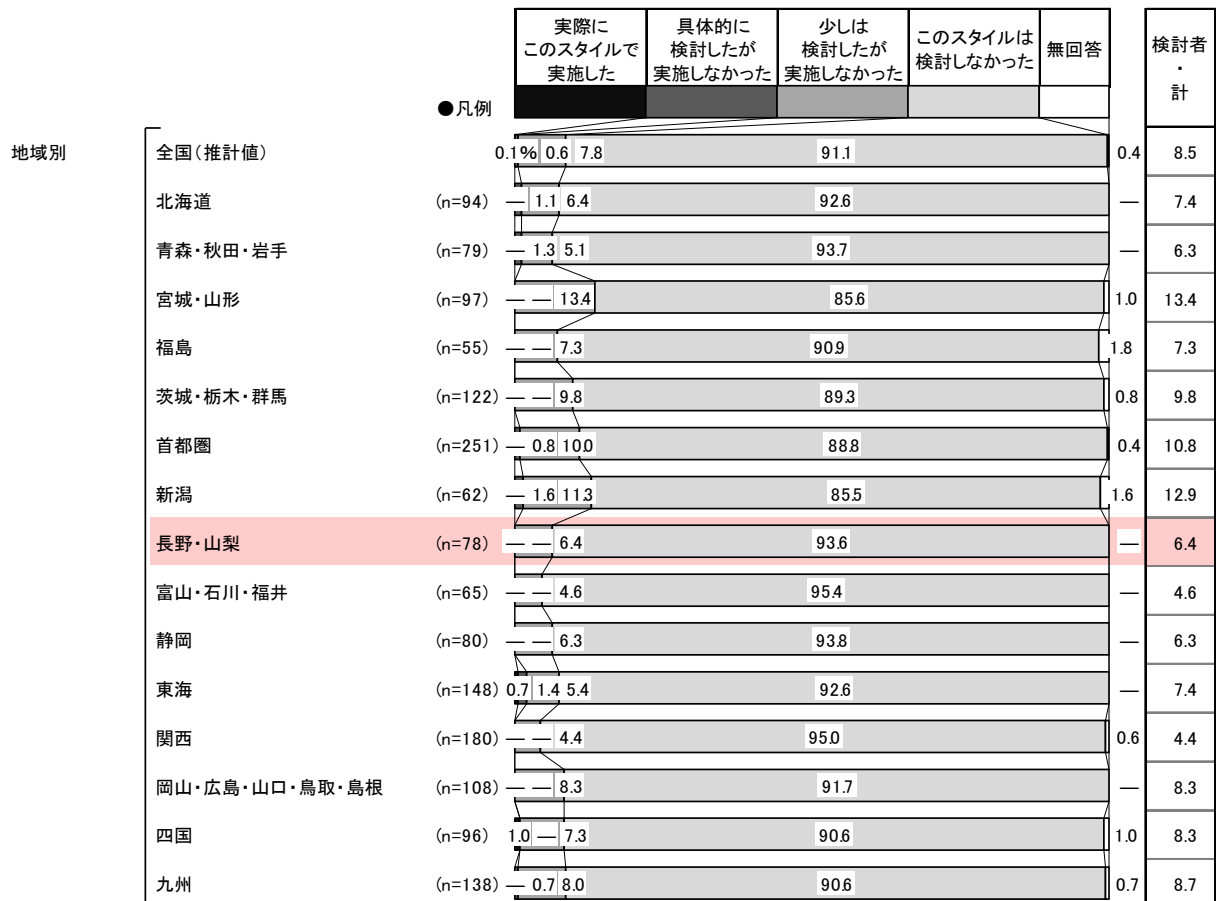 実際に
このスタイルで
実施した
具体的に
検討したが
実施しなかった
少しは
検討したが
実施しなかった
このスタイルは
検討しなかった
無回答
検討者
・
計
●凡例
地域別
全国(推計値) 0.1% 0.6 7.8 91.1 0.4 8.5
北海道 (n=94) — 1.1 6.4 92.6 — 7.4
青森・秋田・岩手 (n=79) — 1.3 5.1 93.7 — 6.3
宮城・山形 (n=97) — — 13.4 85.6 1.0 13.4
福島 (n=55) — — 7.3 90.9 1.8 7.3
茨城・栃木・群馬 (n=122) — — 9.8 89.3 0.8 9.8
首都圏 (n=251) — 0.8 10.0 88.8 0.4 10.8
新潟 (n=62) — 1.6 11.3 85.5 1.6 12.9
長野・山梨 (n=78) — — 6.4 93.6 — 6.4
富山・石川・福井 (n=65) — — 4.6 95.4 — 4.6
静岡 (n=80) — — 6.3 93.8 — 6.3
東海 (n=148) 0.7 1.4 5.4 92.6 — 7.4
関西 (n=180) — — 4.4 95.0 0.6 4.4
岡山・広島・山口・鳥取・島根 (n=108) — — 8.3 91.7 — 8.3
四国 (n=96) 1.0 — 7.3 90.6 1.0 8.3
九州 (n=138) — 0.7 8.0 90.6 0.7 8.7